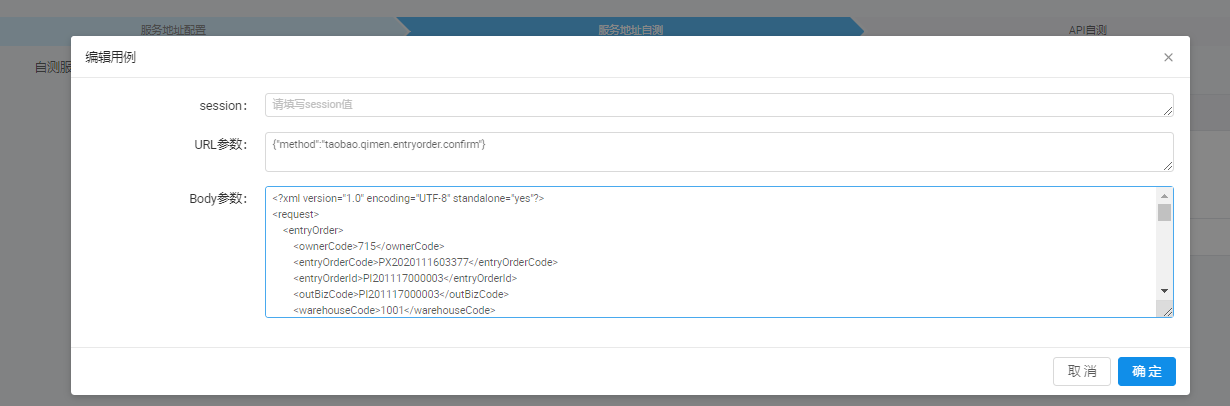 服务地址配置
服务地址自测
API自测
自测服
编辑用例
×
session：
请填写session值
URL参数：
{"method":"taobao.qimen.entryorder.confirm"}
Body参数：
<?xml version="1.0" encoding="UTF-8" standalone="yes"?>
<request>
<entryOrder>
<ownerCode>715</ownerCode>
<entryOrderCode>PX2020111603377</entryOrderCode>
<entryOrderId>PI201117000003</entryOrderId>
<outBizCode>PI201117000003</outBizCode>
<warehouseCode>1001</warehouseCode>
取消
确定